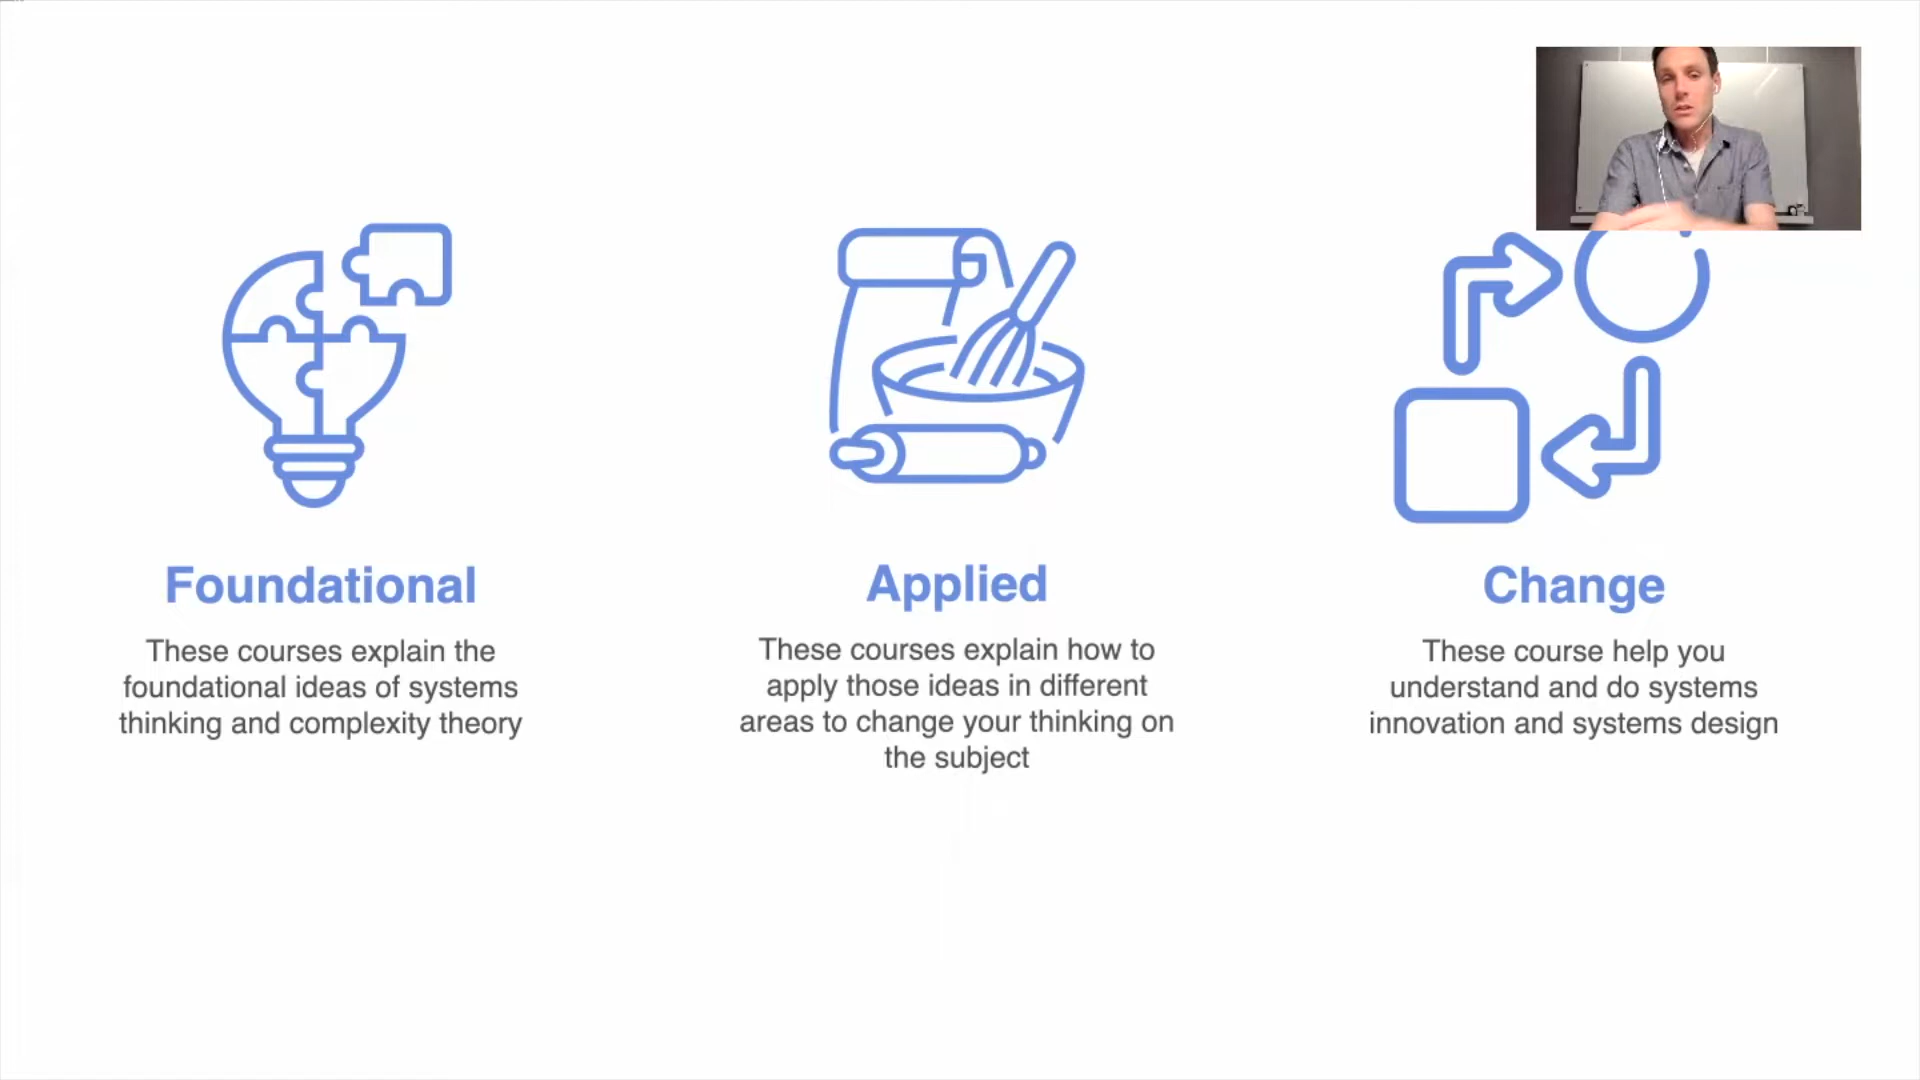 Foundational
These courses explain the
foundational ideas of systems
thinking and complexity theory
Applied
These courses explain how to
apply those ideas in different
areas to change your thinking on
the subject
Change
These course help you
understand and do systems
innovation and systems design